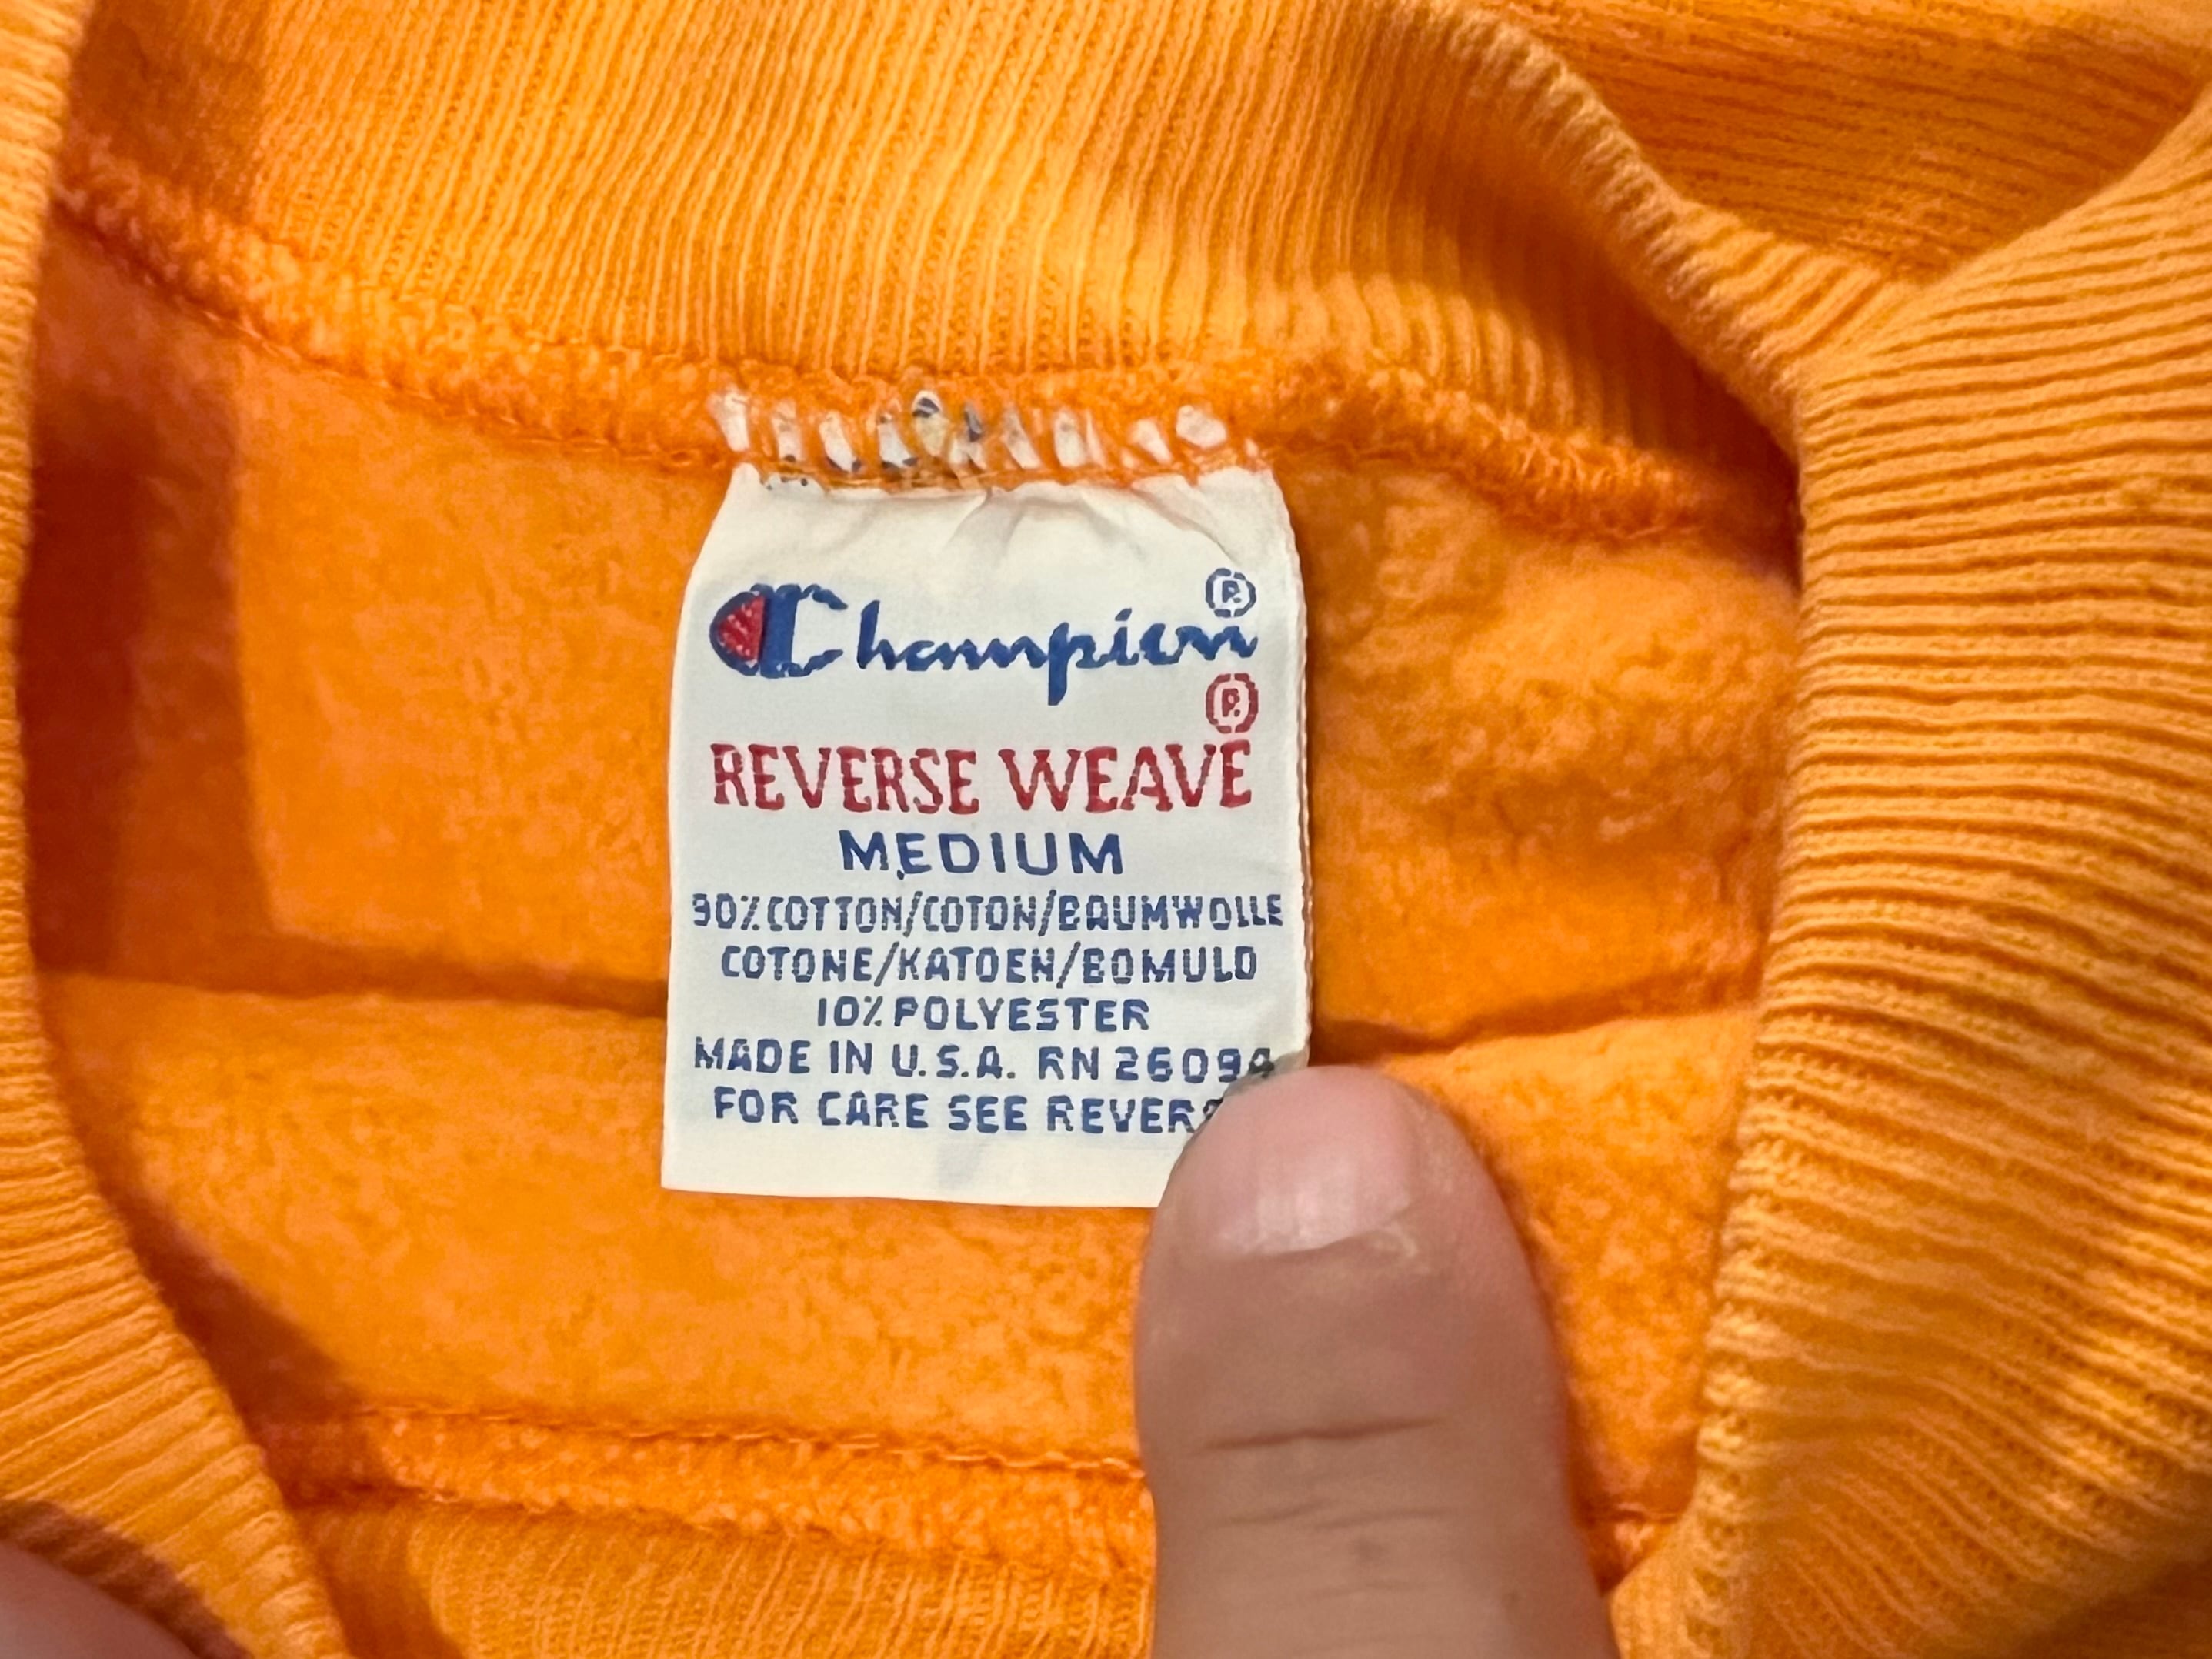 Champion®
®
REVERSE WEAVE
MEDIUM
90%COTTON/COTON/BAUMWOLLE
COTONE/KATOEN/BOMULD
10%POLYESTER
MADE IN U.S.A. RN 26094
FOR CARE SEE